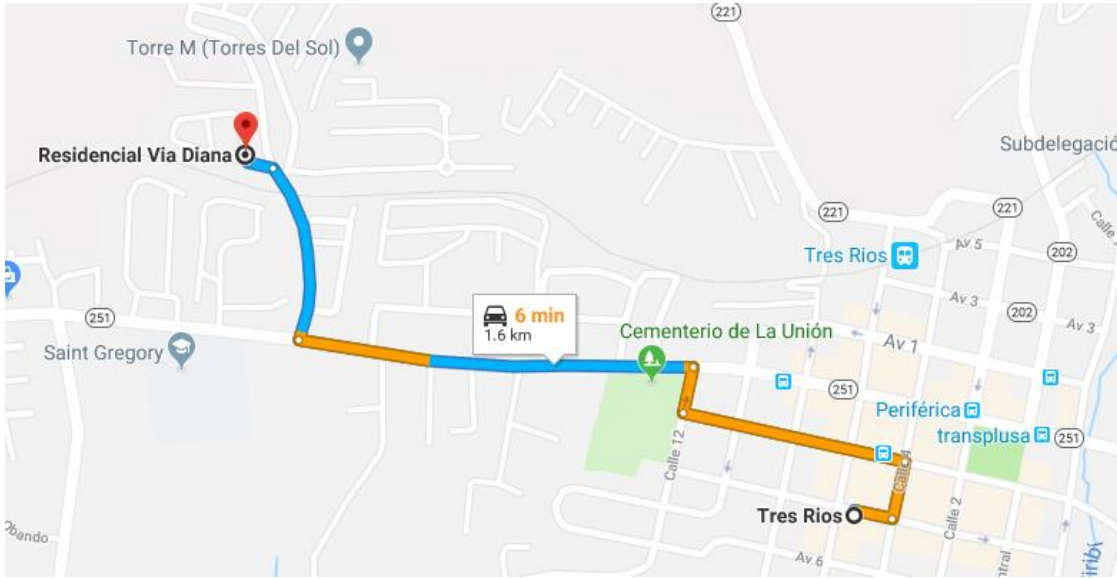 221
Torre M (Torres Del Sol)
Subdelegació
Residencial Via Diana
221
221
Calle
Av 5
202
Tres Rios
Av 3
202
Av 3
251
6 min
1.6 km
Cementerio de La Unión
Av 1
Saint Gregory
251
Periférica
transplusa
251
Calle 12
Calle 4
Calle 2
Tres Rios
Obando
Av 6
ntral
iribí